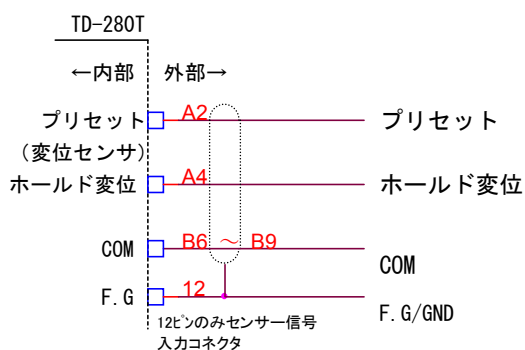 TD-280T
←内部 外部→
プリセット A2 プリセット
(変位センサ)
ホールド変位 A4 ホールド変位
COM B6 ～ B9
COM
F.G 12
F.G/GND
12ﾋﾟﾝのみセンサー信号
入力コネクタ